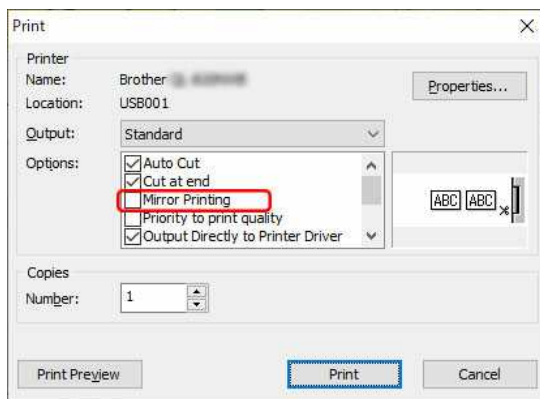 Print
Printer
Name: Brother
Properties...
Location: USB001
Output: Standard
Options:
Auto Cut
Cut at end
Mirror Printing
Priority to print quality
Output Directly to Printer Driver
ABC ABC
Copies
Number: 1
Print Preview Print Cancel